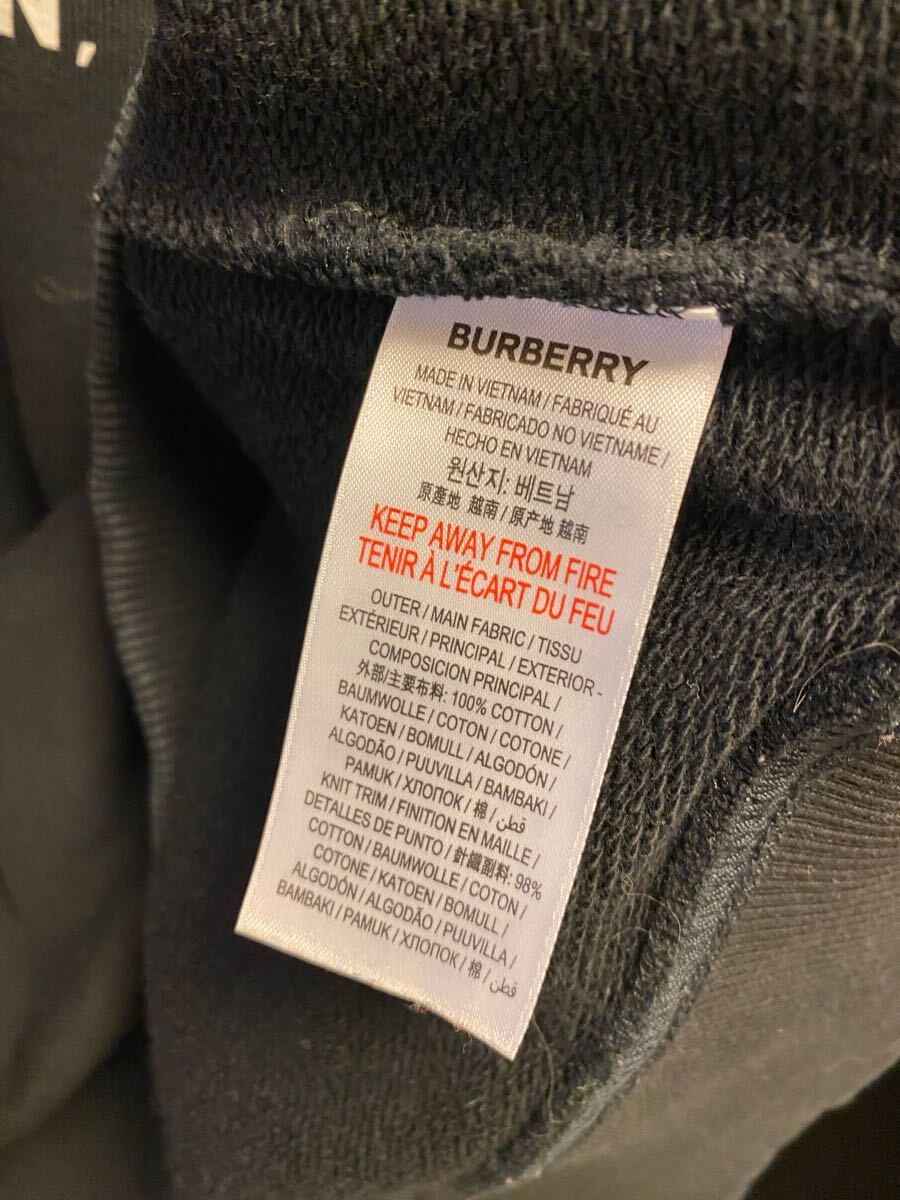 N,
BURBERRY
MADE IN VIETNAM / FABRIQUÉ AU
VIETNAM / FABRICADO NO VIETNAME /
HECHO EN VIETNAM
원산지: 베트남
原產地 越南 / 原产地 越南
KEEP AWAY FROM FIRE
TENIR À L'ÉCART DU FEU
OUTER / MAIN FABRIC / TISSU
EXTÉRIEUR / PRINCIPAL / EXTERIOR -
COMPOSICION PRINCIPAL /
外部/主要布料: 100% COTTON /
BAUMWOLLE / COTON / COTONE /
KATOEN / BOMULL / ALGODÓN /
ALGODÃO / PUUVILLA / BAMBAKI /
PAMUK / ХЛОПОК / 棉 / قطن
KNIT TRIM / FINITION EN MAILLE /
DETALLES DE PUNTO / 針織副料: 98%
COTTON / BAUMWOLLE / COTON /
COTONE / KATOEN / BOMULL /
ALGODÓN / ALGODÃO / PUUVILLA /
BAMBAKI / PAMUK / ХЛОПОК / 棉 / قطن